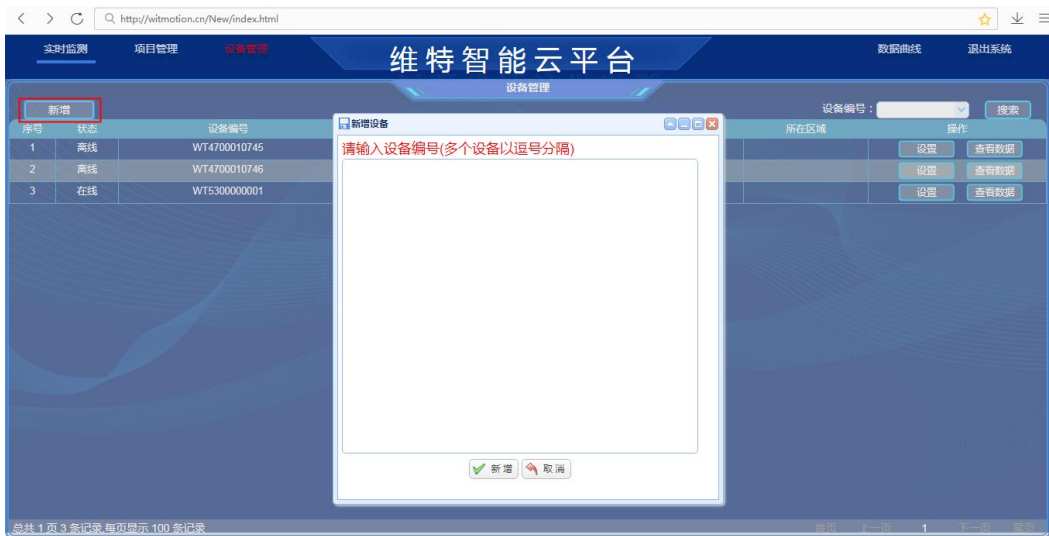 http://witmotion.cn/New/index.html
实时监测 项目管理 设备管理 维特智能云平台 数据曲线 退出系统
设备管理
新增 设备编号： 搜索
序号 状态 设备编号 所在区域 操作
1 离线 WT4700010745 设置 查看数据
2 离线 WT4700010746 设置 查看数据
3 在线 WT5300000001 设置 查看数据
新增设备
请输入设备编号(多个设备以逗号分隔)
新增 取消
总共 1 页 3 条记录,每页显示 100 条记录 首页 上一页 1 下一页 尾页